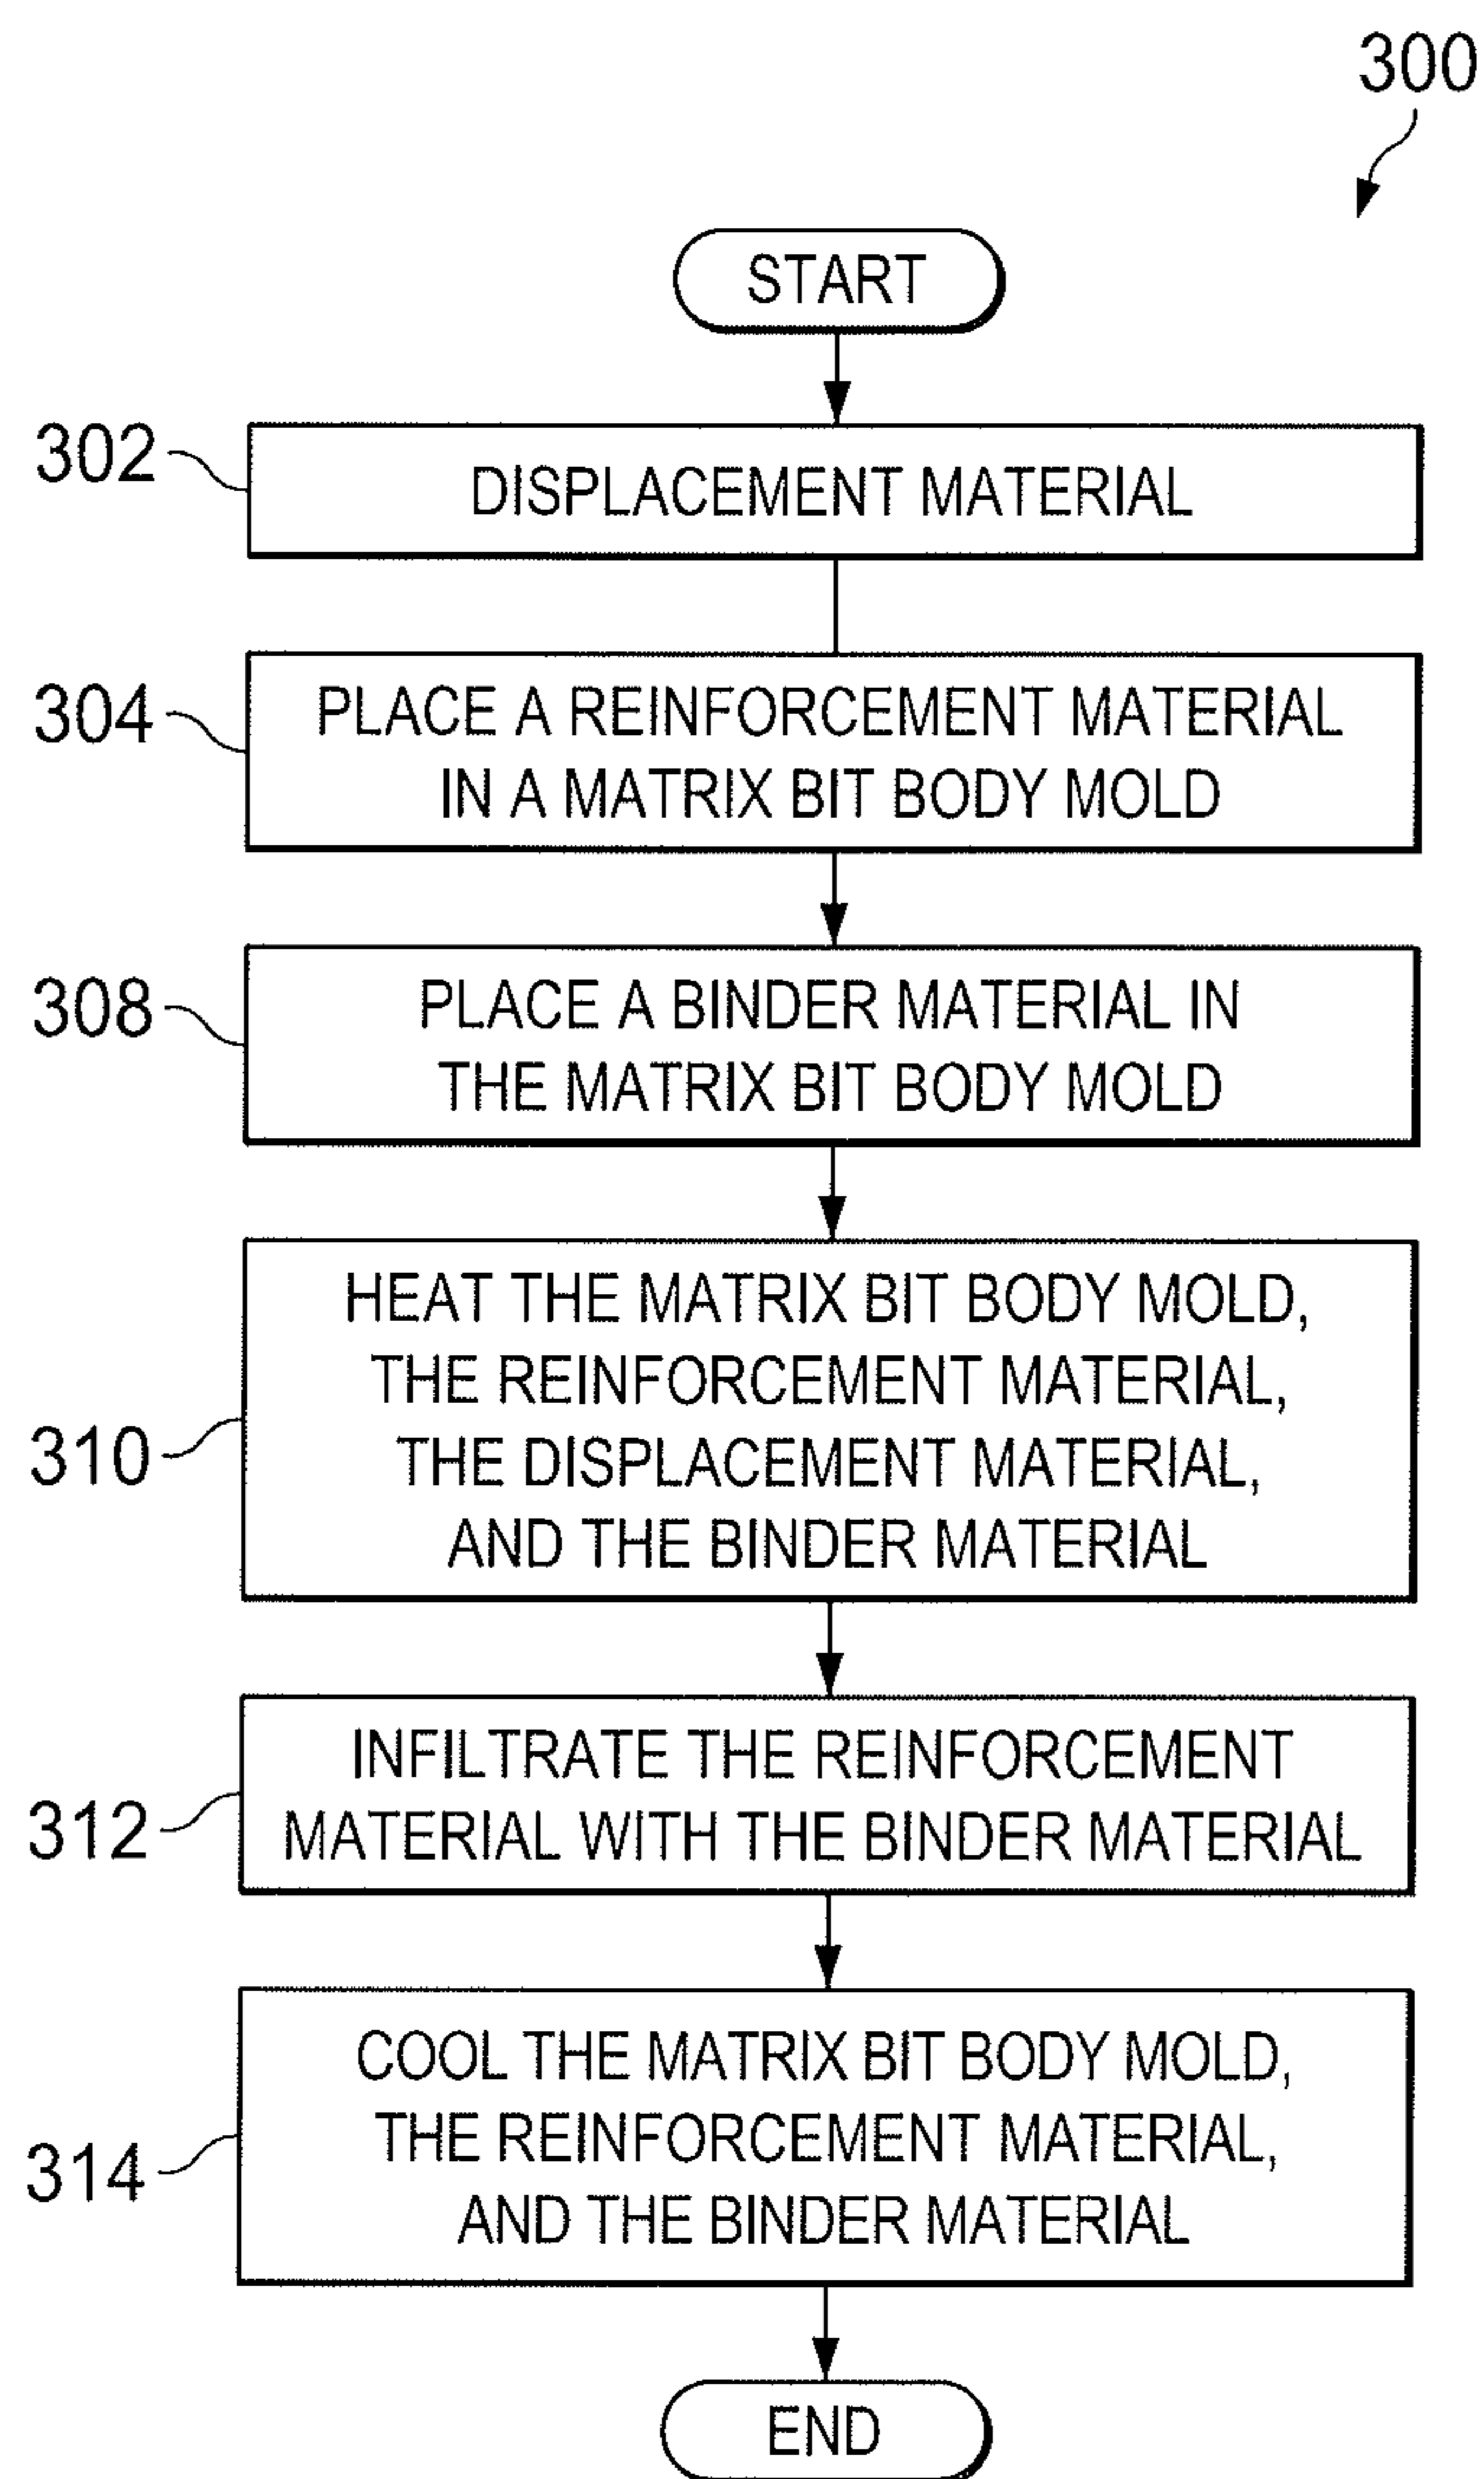 300
START
302
DISPLACEMENT MATERIAL
304
PLACE A REINFORCEMENT MATERIAL
IN A MATRIX BIT BODY MOLD
308
PLACE A BINDER MATERIAL IN
THE MATRIX BIT BODY MOLD
310
HEAT THE MATRIX BIT BODY MOLD,
THE REINFORCEMENT MATERIAL,
THE DISPLACEMENT MATERIAL,
AND THE BINDER MATERIAL
312
INFILTRATE THE REINFORCEMENT
MATERIAL WITH THE BINDER MATERIAL
314
COOL THE MATRIX BIT BODY MOLD,
THE REINFORCEMENT MATERIAL,
AND THE BINDER MATERIAL
END